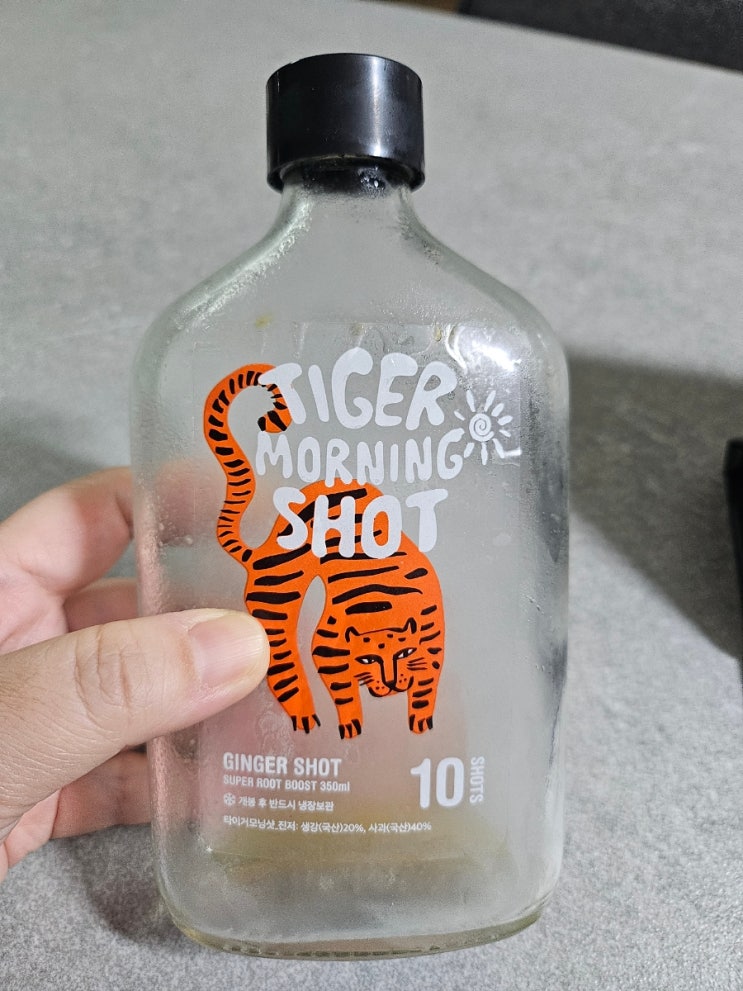 TIGER
MORNING
SHOT
GINGER SHOT
SUPER ROOT BOOST 350ml
10 SHOTS
개봉 후 반드시 냉장보관
타이거모닝샷_진저: 생강(국산)20%, 사과(국산)40%